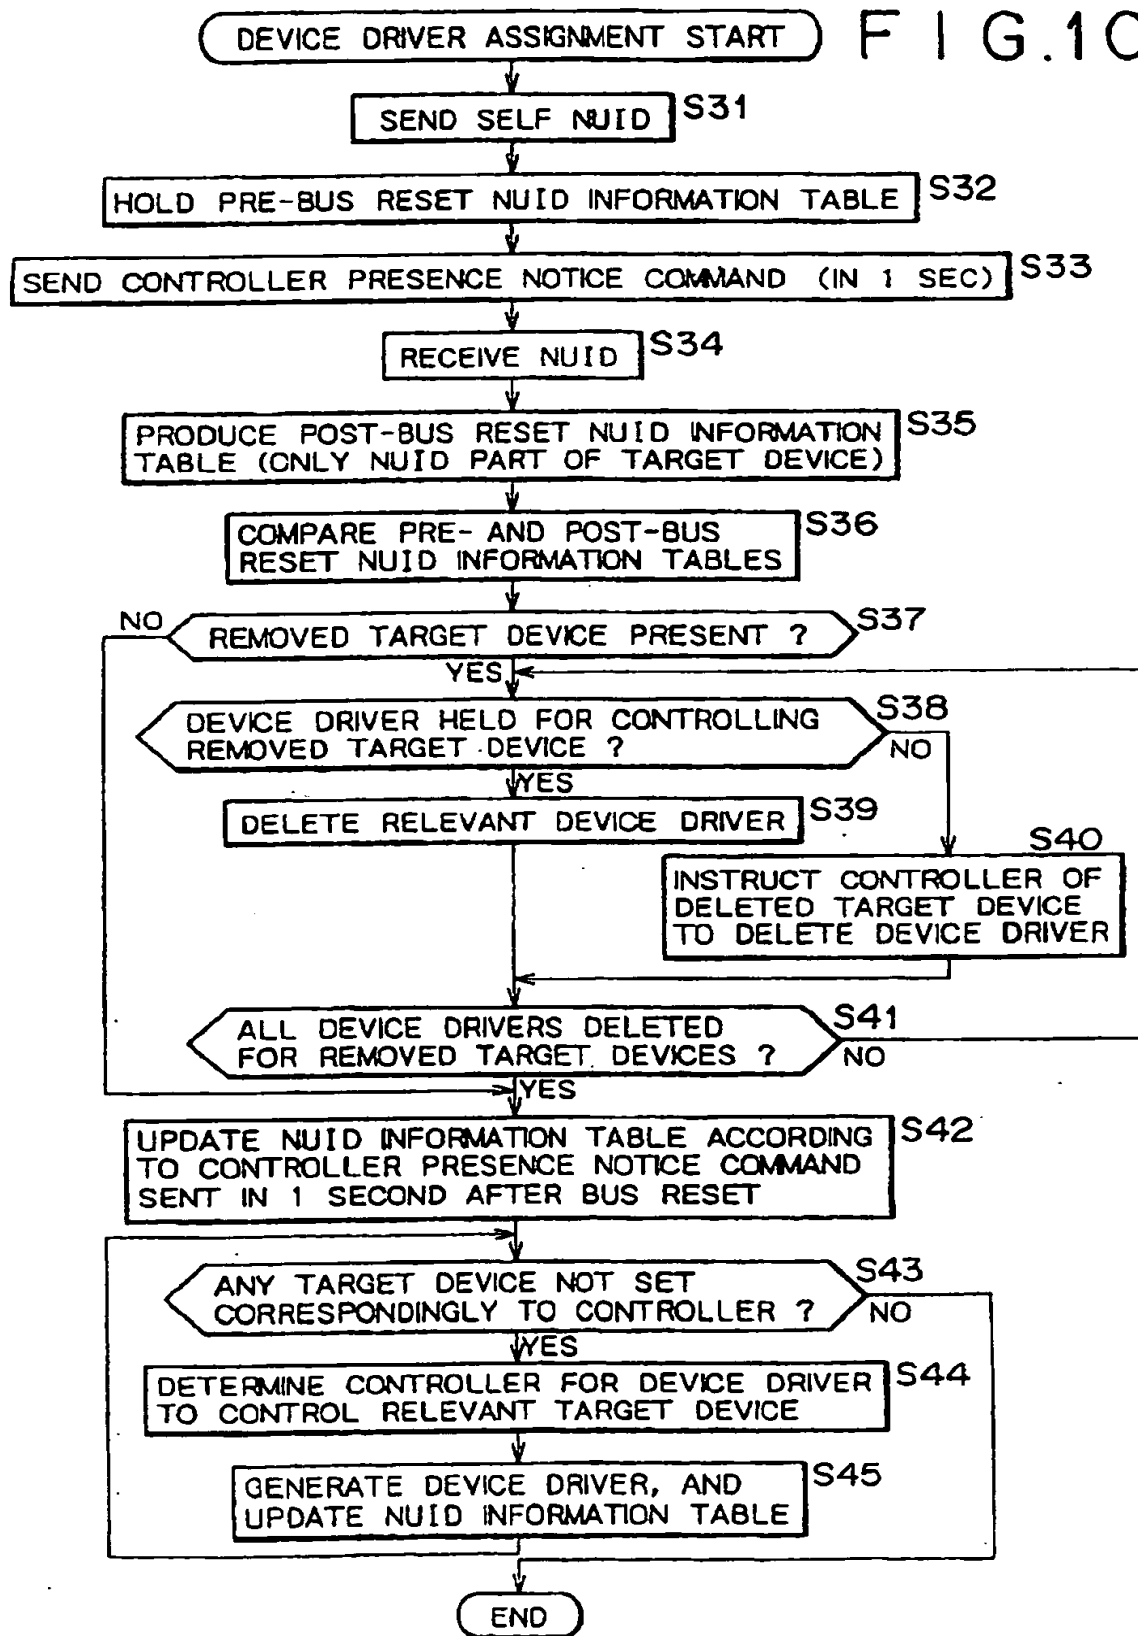 DEVICE DRIVER ASSIGNMENT START
FIG.10
SEND SELF NUID
S31
HOLD PRE-BUS RESET NUID INFORMATION TABLE
S32
SEND CONTROLLER PRESENCE NOTICE COMMAND (IN 1 SEC)
S33
RECEIVE NUID
S34
PRODUCE POST-BUS RESET NUID INFORMATION
TABLE (ONLY NUID PART OF TARGET DEVICE)
S35
COMPARE PRE- AND POST-BUS
RESET NUID INFORMATION TABLES
S36
NO
REMOVED TARGET DEVICE PRESENT ?
S37
YES
DEVICE DRIVER HELD FOR CONTROLLING
REMOVED TARGET DEVICE ?
S38
NO
YES
DELETE RELEVANT DEVICE DRIVER
S39
S40
INSTRUCT CONTROLLER OF
DELETED TARGET DEVICE
TO DELETE DEVICE DRIVER
ALL DEVICE DRIVERS DELETED
FOR REMOVED TARGET DEVICES ?
S41
NO
YES
UPDATE NUID INFORMATION TABLE ACCORDING
TO CONTROLLER PRESENCE NOTICE COMMAND
SENT IN 1 SECOND AFTER BUS RESET
S42
ANY TARGET DEVICE NOT SET
CORRESPONDINGLY TO CONTROLLER ?
S43
NO
YES
DETERMINE CONTROLLER FOR DEVICE DRIVER
TO CONTROL RELEVANT TARGET DEVICE
S44
GENERATE DEVICE DRIVER, AND
UPDATE NUID INFORMATION TABLE
S45
END